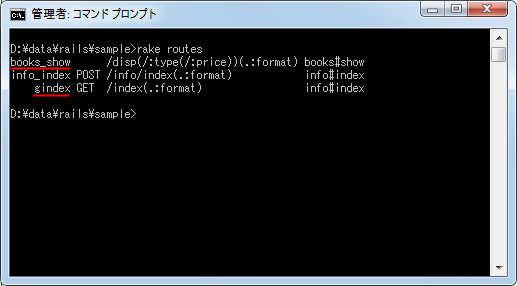 管理者: コマンド プロンプト
D:¥data¥rails¥sample>rake routes
books_show      /disp(/:type(/:price))(.:format) books#show
info_index POST /info/index(.:format)            info#index
    gindex GET  /index(.:format)                 info#index
D:¥data¥rails¥sample>